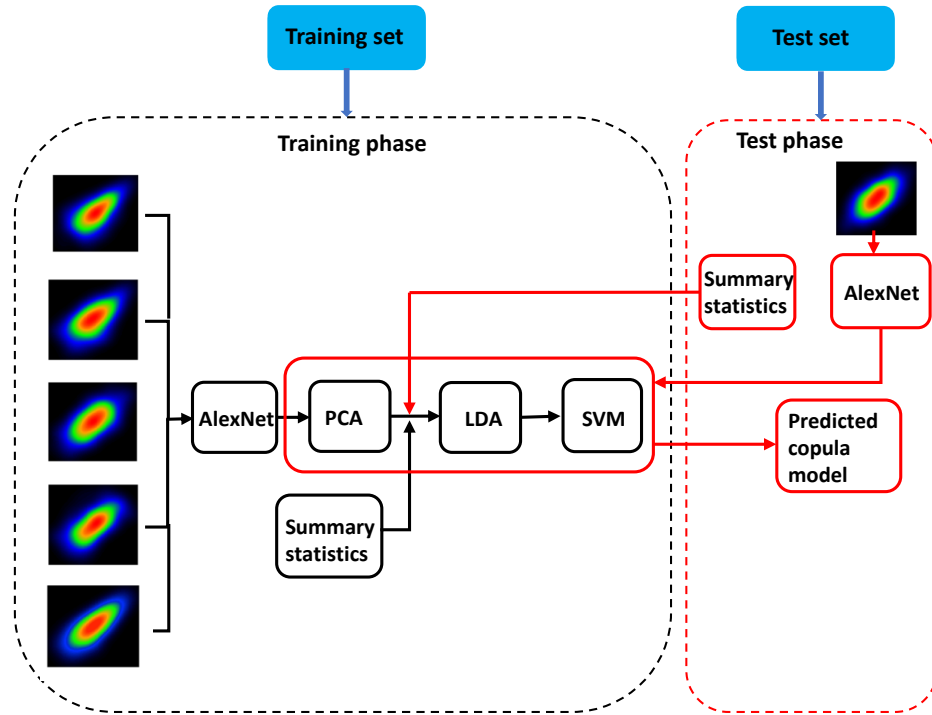 Training set
Test set
Training phase
Test phase
Summary
statistics
AlexNet
AlexNet
PCA
LDA
SVM
Predicted
copula
model
Summary
statistics